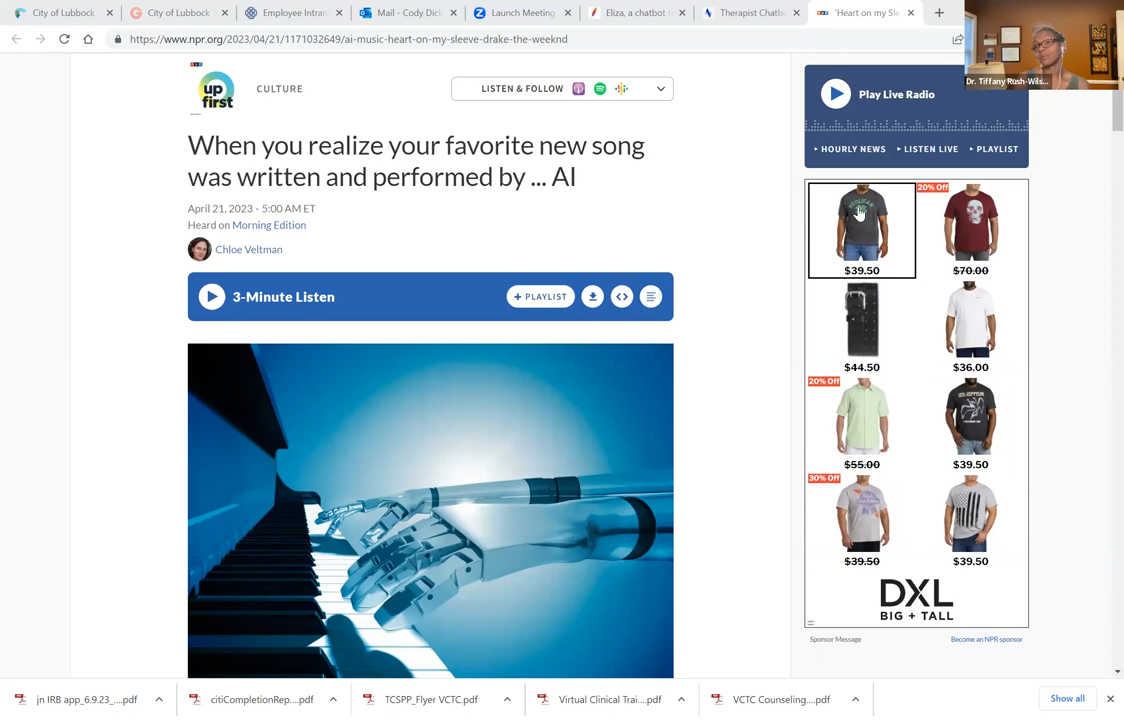 City of Lubbock
City of Lubbock
Employee Intran
Mail - Cody Dick
Launch Meeting
Eliza, a chatbot
Therapist Chatb
'Heart on my Sle
https://www.npr.org/2023/04/21/1171032649/ai-music-heart-on-my-sleeve-drake-the-weeknd
Dr. Tiffany Rush-Wils...
up first
CULTURE
LISTEN & FOLLOW
When you realize your favorite new song
was written and performed by ... AI
April 21, 2023 · 5:00 AM ET
Heard on Morning Edition
Chloe Veltman
3-Minute Listen
+ PLAYLIST
Play Live Radio
HOURLY NEWS
LISTEN LIVE
PLAYLIST
20% Off
$39.50
$70.00
$44.50
$36.00
20% Off
$55.00
$39.50
30% Off
$39.50
$39.50
DXL
BIG + TALL
Sponsor Message
Become an NPR sponsor
jn IRB app_6.9.23_....pdf
citiCompletionRep....pdf
TCSPP_Flyer VCTC.pdf
Virtual Clinical Trai....pdf
VCTC Counseling....pdf
Show all